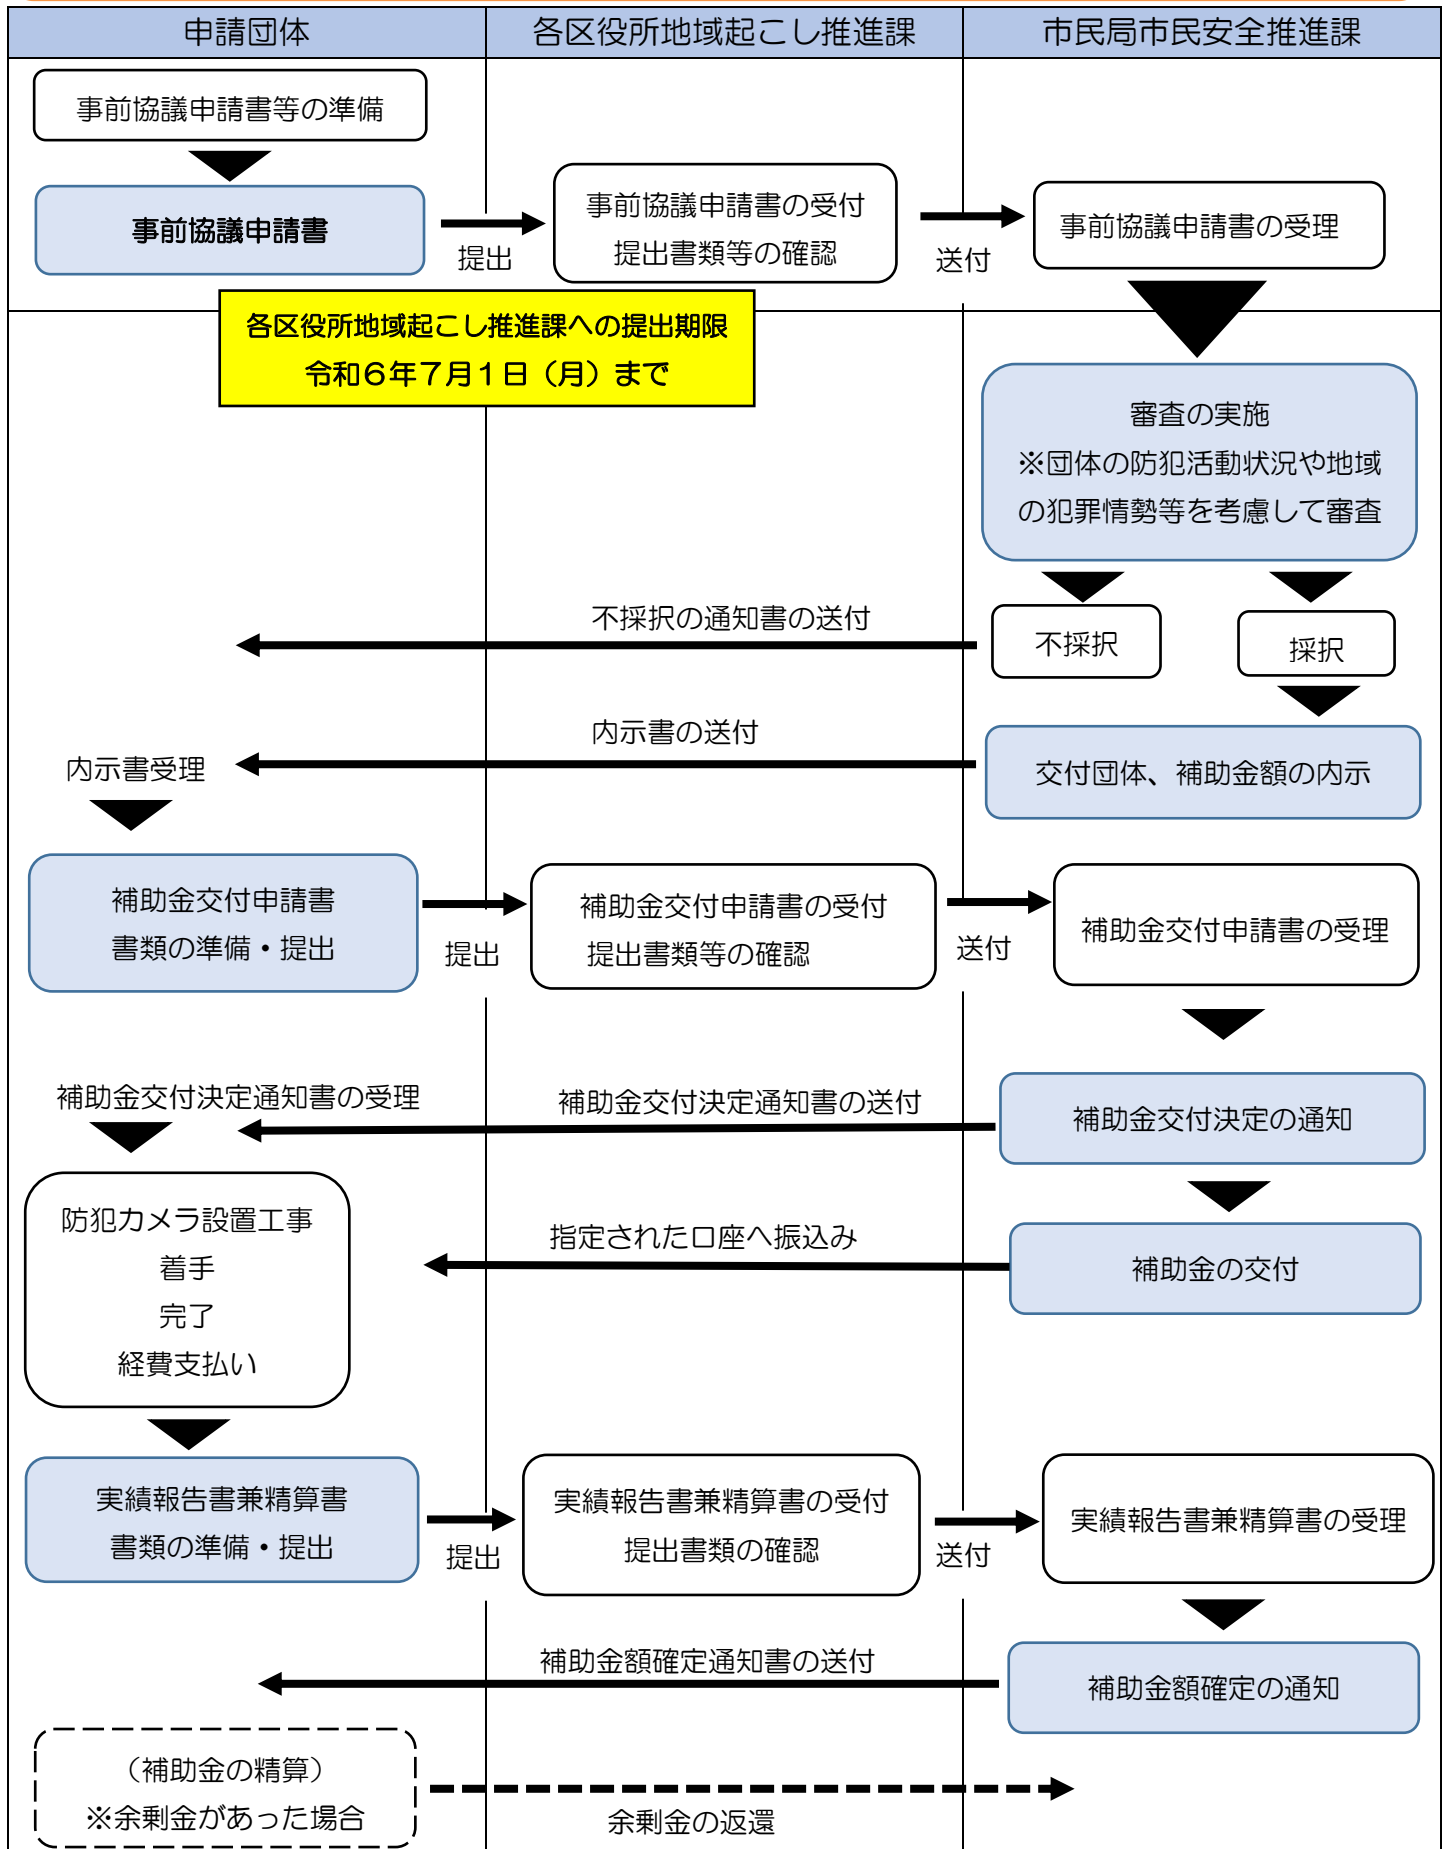 申請団体
各区役所地域起こし推進課
市民局市民安全推進課
事前協議申請書等の準備
事前協議申請書
提出
事前協議申請書の受付
提出書類等の確認
送付
事前協議申請書の受理
各区役所地域起こし推進課への提出期限
令和６年７月１日（月）まで
審査の実施
※団体の防犯活動状況や地域
の犯罪情勢等を考慮して審査
不採択の通知書の送付
不採択
採択
内示書の送付
内示書受理
交付団体、補助金額の内示
補助金交付申請書
書類の準備・提出
提出
補助金交付申請書の受付
提出書類等の確認
送付
補助金交付申請書の受理
補助金交付決定通知書の受理
補助金交付決定通知書の送付
補助金交付決定の通知
防犯カメラ設置工事
着手
完了
経費支払い
指定された口座へ振込み
補助金の交付
実績報告書兼精算書
書類の準備・提出
提出
実績報告書兼精算書の受付
提出書類の確認
送付
実績報告書兼精算書の受理
補助金額確定通知書の送付
補助金額確定の通知
（補助金の精算）
※余剰金があった場合
余剰金の返還